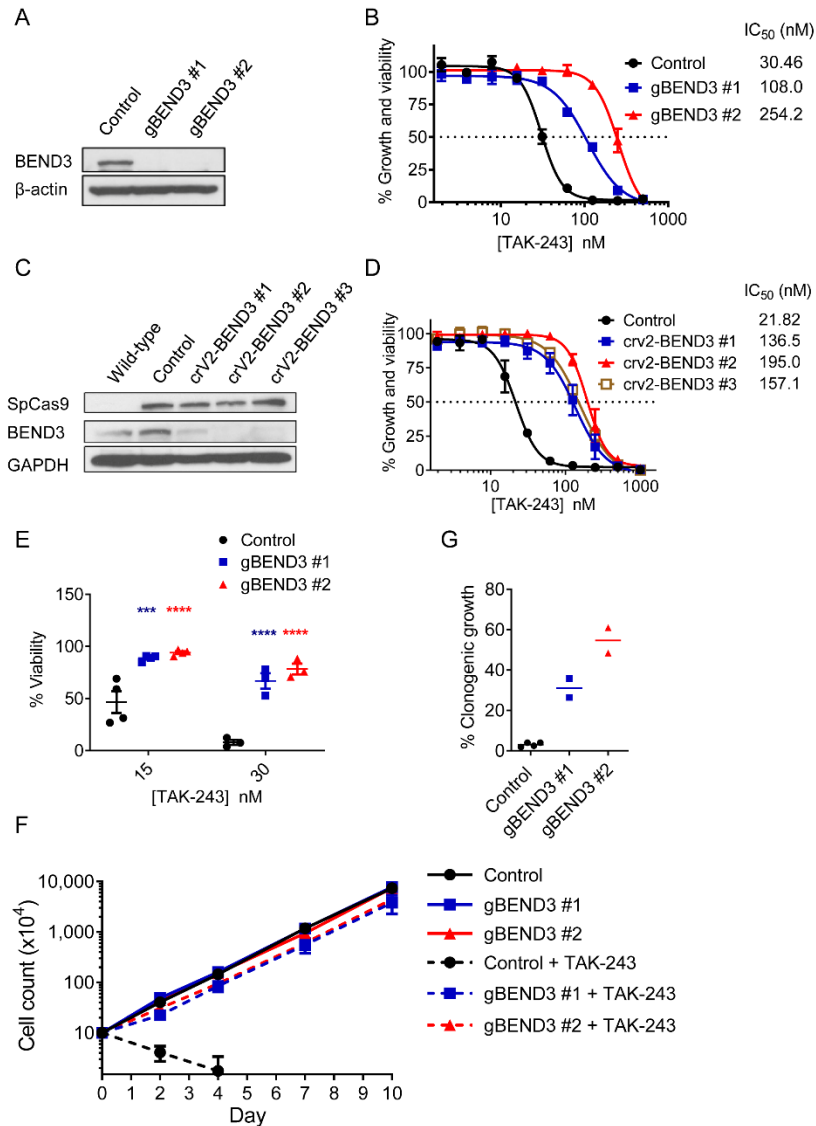 A
Control
gBEND3 #1
gBEND3 #2
BEND3
β-actin
B
IC50 (nM)
Control 30.46
gBEND3 #1 108.0
gBEND3 #2 254.2
% Growth and viability
100
75
50
25
0
10 100 1000
[TAK-243] nM
C
Wild-type
Control
crV2-BEND3 #1
crV2-BEND3 #2
crV2-BEND3 #3
SpCas9
BEND3
GAPDH
D
IC50 (nM)
Control 21.82
crv2-BEND3 #1 136.5
crv2-BEND3 #2 195.0
crv2-BEND3 #3 157.1
% Growth and viability
100
75
50
25
0
10 100 1000
[TAK-243] nM
E
Control
gBEND3 #1
gBEND3 #2
% Viability
150
100
50
0
*** **** **** ****
15 30
[TAK-243] nM
G
% Clonogenic growth
80
60
40
20
0
Control
gBEND3 #1
gBEND3 #2
F
Cell count (x10⁴)
10,000
1,000
100
10
0 1 2 3 4 5 6 7 8 9 10
Day
Control
gBEND3 #1
gBEND3 #2
Control + TAK-243
gBEND3 #1 + TAK-243
gBEND3 #2 + TAK-243